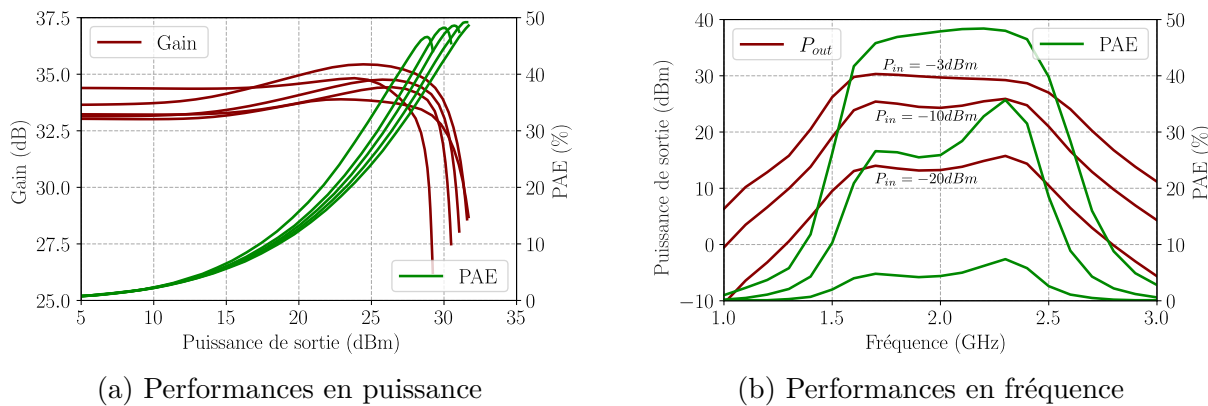 37.5
35.0
32.5
30.0
27.5
25.0
Gain (dB)
Gain
PAE
50
40
30
20
10
0
PAE (%)
5
10
15
20
25
30
35
Puissance de sortie (dBm)
(a) Performances en puissance
40
30
20
10
0
−10
Puissance de sortie (dBm)
P_out
PAE
P_in = −3dBm
P_in = −10dBm
P_in = −20dBm
50
40
30
20
10
0
PAE (%)
1.0
1.5
2.0
2.5
3.0
Fréquence (GHz)
(b) Performances en fréquence